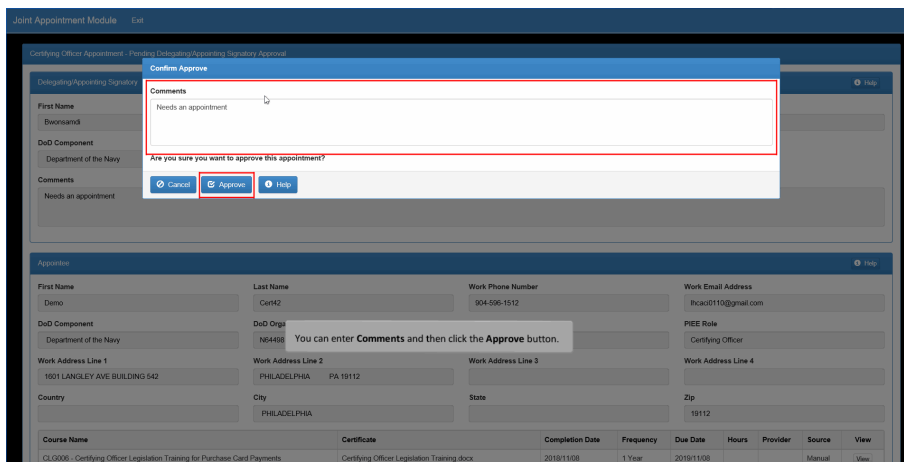 Joint Appointment Module Exit
Certifying Officer Appointment - Pending Delegating/Appointing Signatory Approval
Confirm Approve
Delegating/Appointing Signatory
Help
Comments
Needs an appointment
First Name
Bwonsamdi
DoD Component
Department of the Navy
Are you sure you want to approve this appointment?
Cancel Approve Help
Comments
Needs an appointment
Appointee
Help
First Name Last Name Work Phone Number Work Email Address
Demo Cert42 904-596-1512 lhcaci0110@gmail.com
DoD Component DoD Orga PIEE Role
Department of the Navy N64498 Certifying Officer
You can enter Comments and then click the Approve button.
Work Address Line 1 Work Address Line 2 Work Address Line 3 Work Address Line 4
1601 LANGLEY AVE BUILDING 542 PHILADELPHIA PA 19112
Country City State Zip
PHILADELPHIA 19112
Course Name Certificate Completion Date Frequency Due Date Hours Provider Source View
CLG006 - Certifying Officer Legislation Training for Purchase Card Payments Certifying Officer Legislation Training.docx 2018/11/08 1 Year 2019/11/08 Manual View